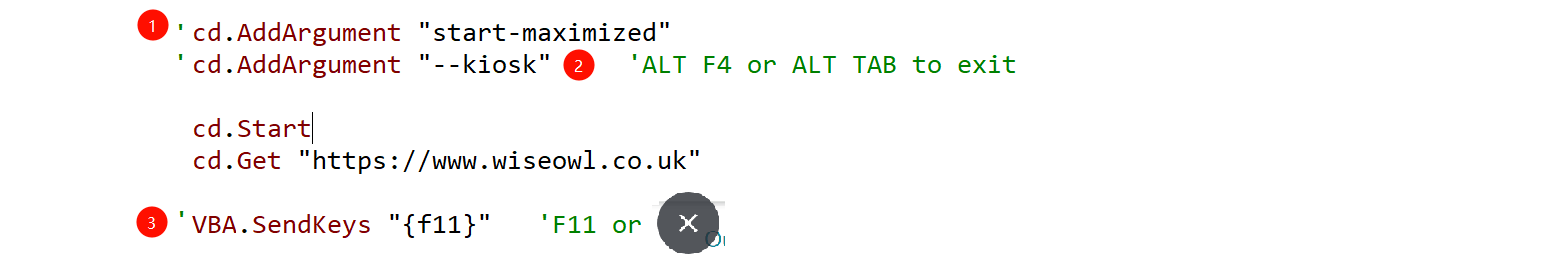 1 'cd.AddArgument "start-maximized"
'cd.AddArgument "--kiosk" 2 'ALT F4 or ALT TAB to exit
cd.Start
cd.Get "https://www.wiseowl.co.uk"
3 'VBA.SendKeys "{f11}" 'F11 or ✕